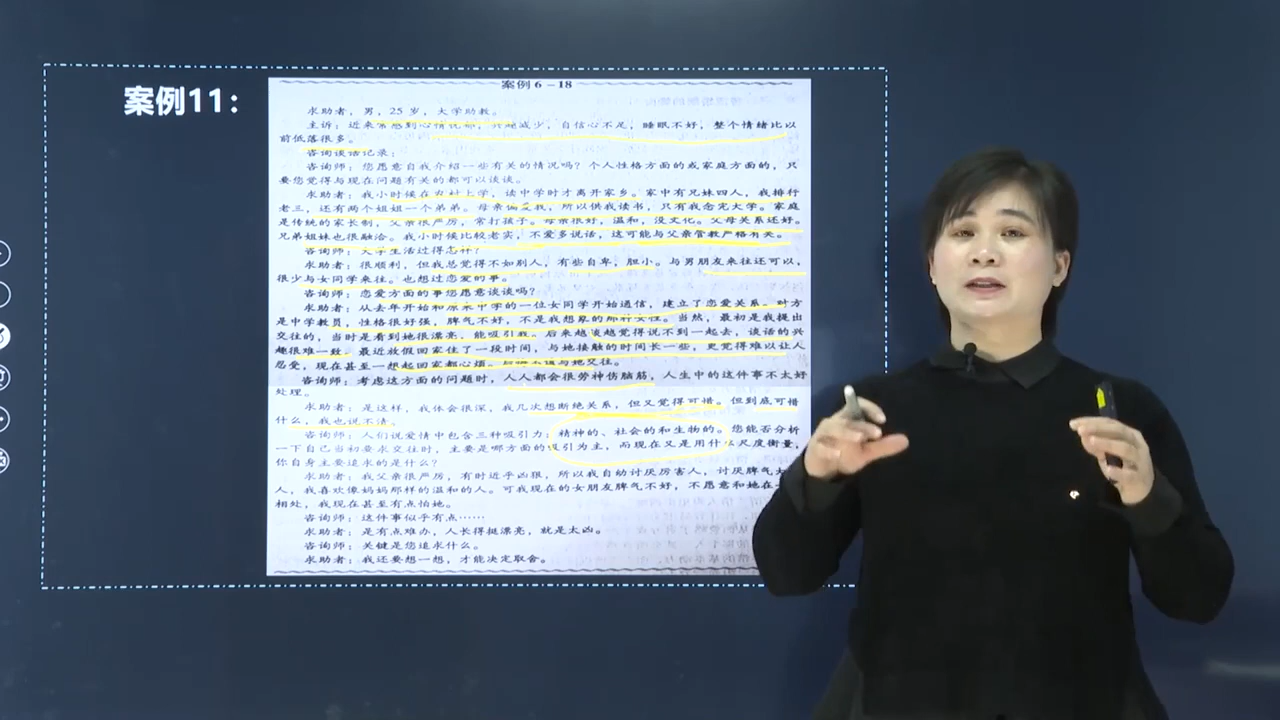 案例11：
案例 6－18
求助者，男，25 岁，大学助教。
主诉：近来常感到心情忧郁，兴趣减少，自信心不足，睡眠不好，整个情绪比以
前低落很多。
咨询谈话记录：
咨询师：您愿意自我介绍一些有关的情况吗？个人性格方面的或家庭方面的，只
要您觉得与现在问题有关的都可以谈谈。
求助者：我小时候在农村上学，读中学时才离开家乡。家中有兄妹四人，我排行
老三，还有两个姐姐一个弟弟。母亲偏爱我，所以供我读书，只有我念完大学。家庭
是传统的家长制，父亲很严厉，常打孩子。母亲很好，温和，没文化。父母关系还好。
兄弟姐妹也很融洽。我小时候比较老实，不爱多说话，这可能与父亲管教严格有关。
咨询师：大学生活过得怎样？
求助者：很顺利，但我总觉得不如别人，有些自卑，胆小。与男朋友来往还可以，
很少与女同学来往。也想过恋爱的事。
咨询师：恋爱方面的事您愿意谈谈吗？
求助者：从去年开始和原来中学的一位女同学开始通信，建立了恋爱关系。对方
是中学教员，性格很好强，脾气不好，不是我想象的那种女性。当然，最初是我提出
交往的，当时是看到她很漂亮，能吸引我。后来越谈越觉得说不到一起去，谈话的兴
趣很难一致。最近放假回家住了一段时间，与她接触的时间长一些，更觉得难以让人
忍受，现在甚至一想起回家都心烦。后悔不该与她交往。
咨询师：考虑这方面的问题时，人人都会很劳神伤脑筋，人生中的这件事不太好
处理。
求助者：是这样，我体会很深，我几次想断绝关系，但又觉得可惜。但到底可惜
什么，我也说不清。
咨询师：人们说爱情中包含三种吸引力：精神的、社会的和生物的。您能否分析
一下自己当初要求交往时，主要是哪方面的吸引为主，而现在又是用什么尺度衡量，
你自身主要追求的是什么？
求助者：我父亲很严厉，有时近乎凶狠，所以我自动讨厌厉害人，讨厌脾气大
人，我喜欢像妈妈那样的温和的人。可我现在的女朋友脾气不好，不愿意和她在一
相处，我现在甚至有点怕她。
咨询师：这件事似乎有点……
求助者：是有点难办，人长得挺漂亮，就是太凶。
咨询师：关键是您追求什么。
求助者：我还要想一想，才能决定取舍。